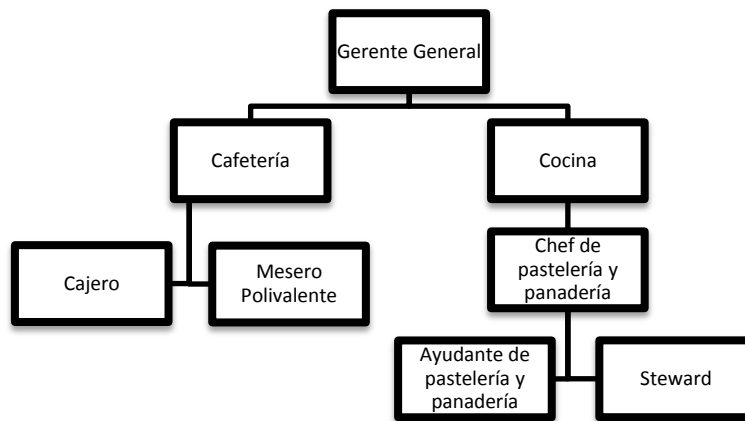 Gerente General
Cafetería
Cocina
Cajero
Mesero
Polivalente
Chef de
pastelería y
panadería
Ayudante de
pastelería y
panadería
Steward